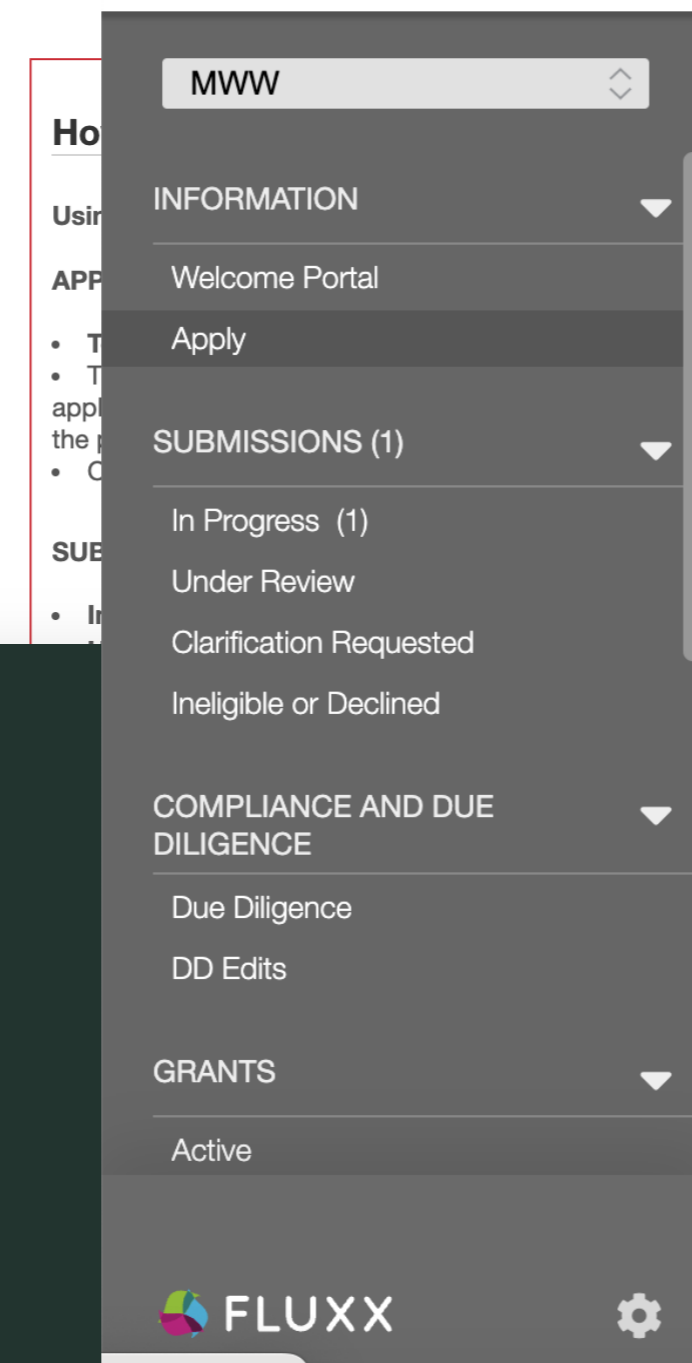 MWW
INFORMATION
Welcome Portal
Apply
SUBMISSIONS (1)
In Progress (1)
Under Review
Clarification Requested
Ineligible or Declined
COMPLIANCE AND DUE
DILIGENCE
Due Diligence
DD Edits
GRANTS
Active
FLUXX
the